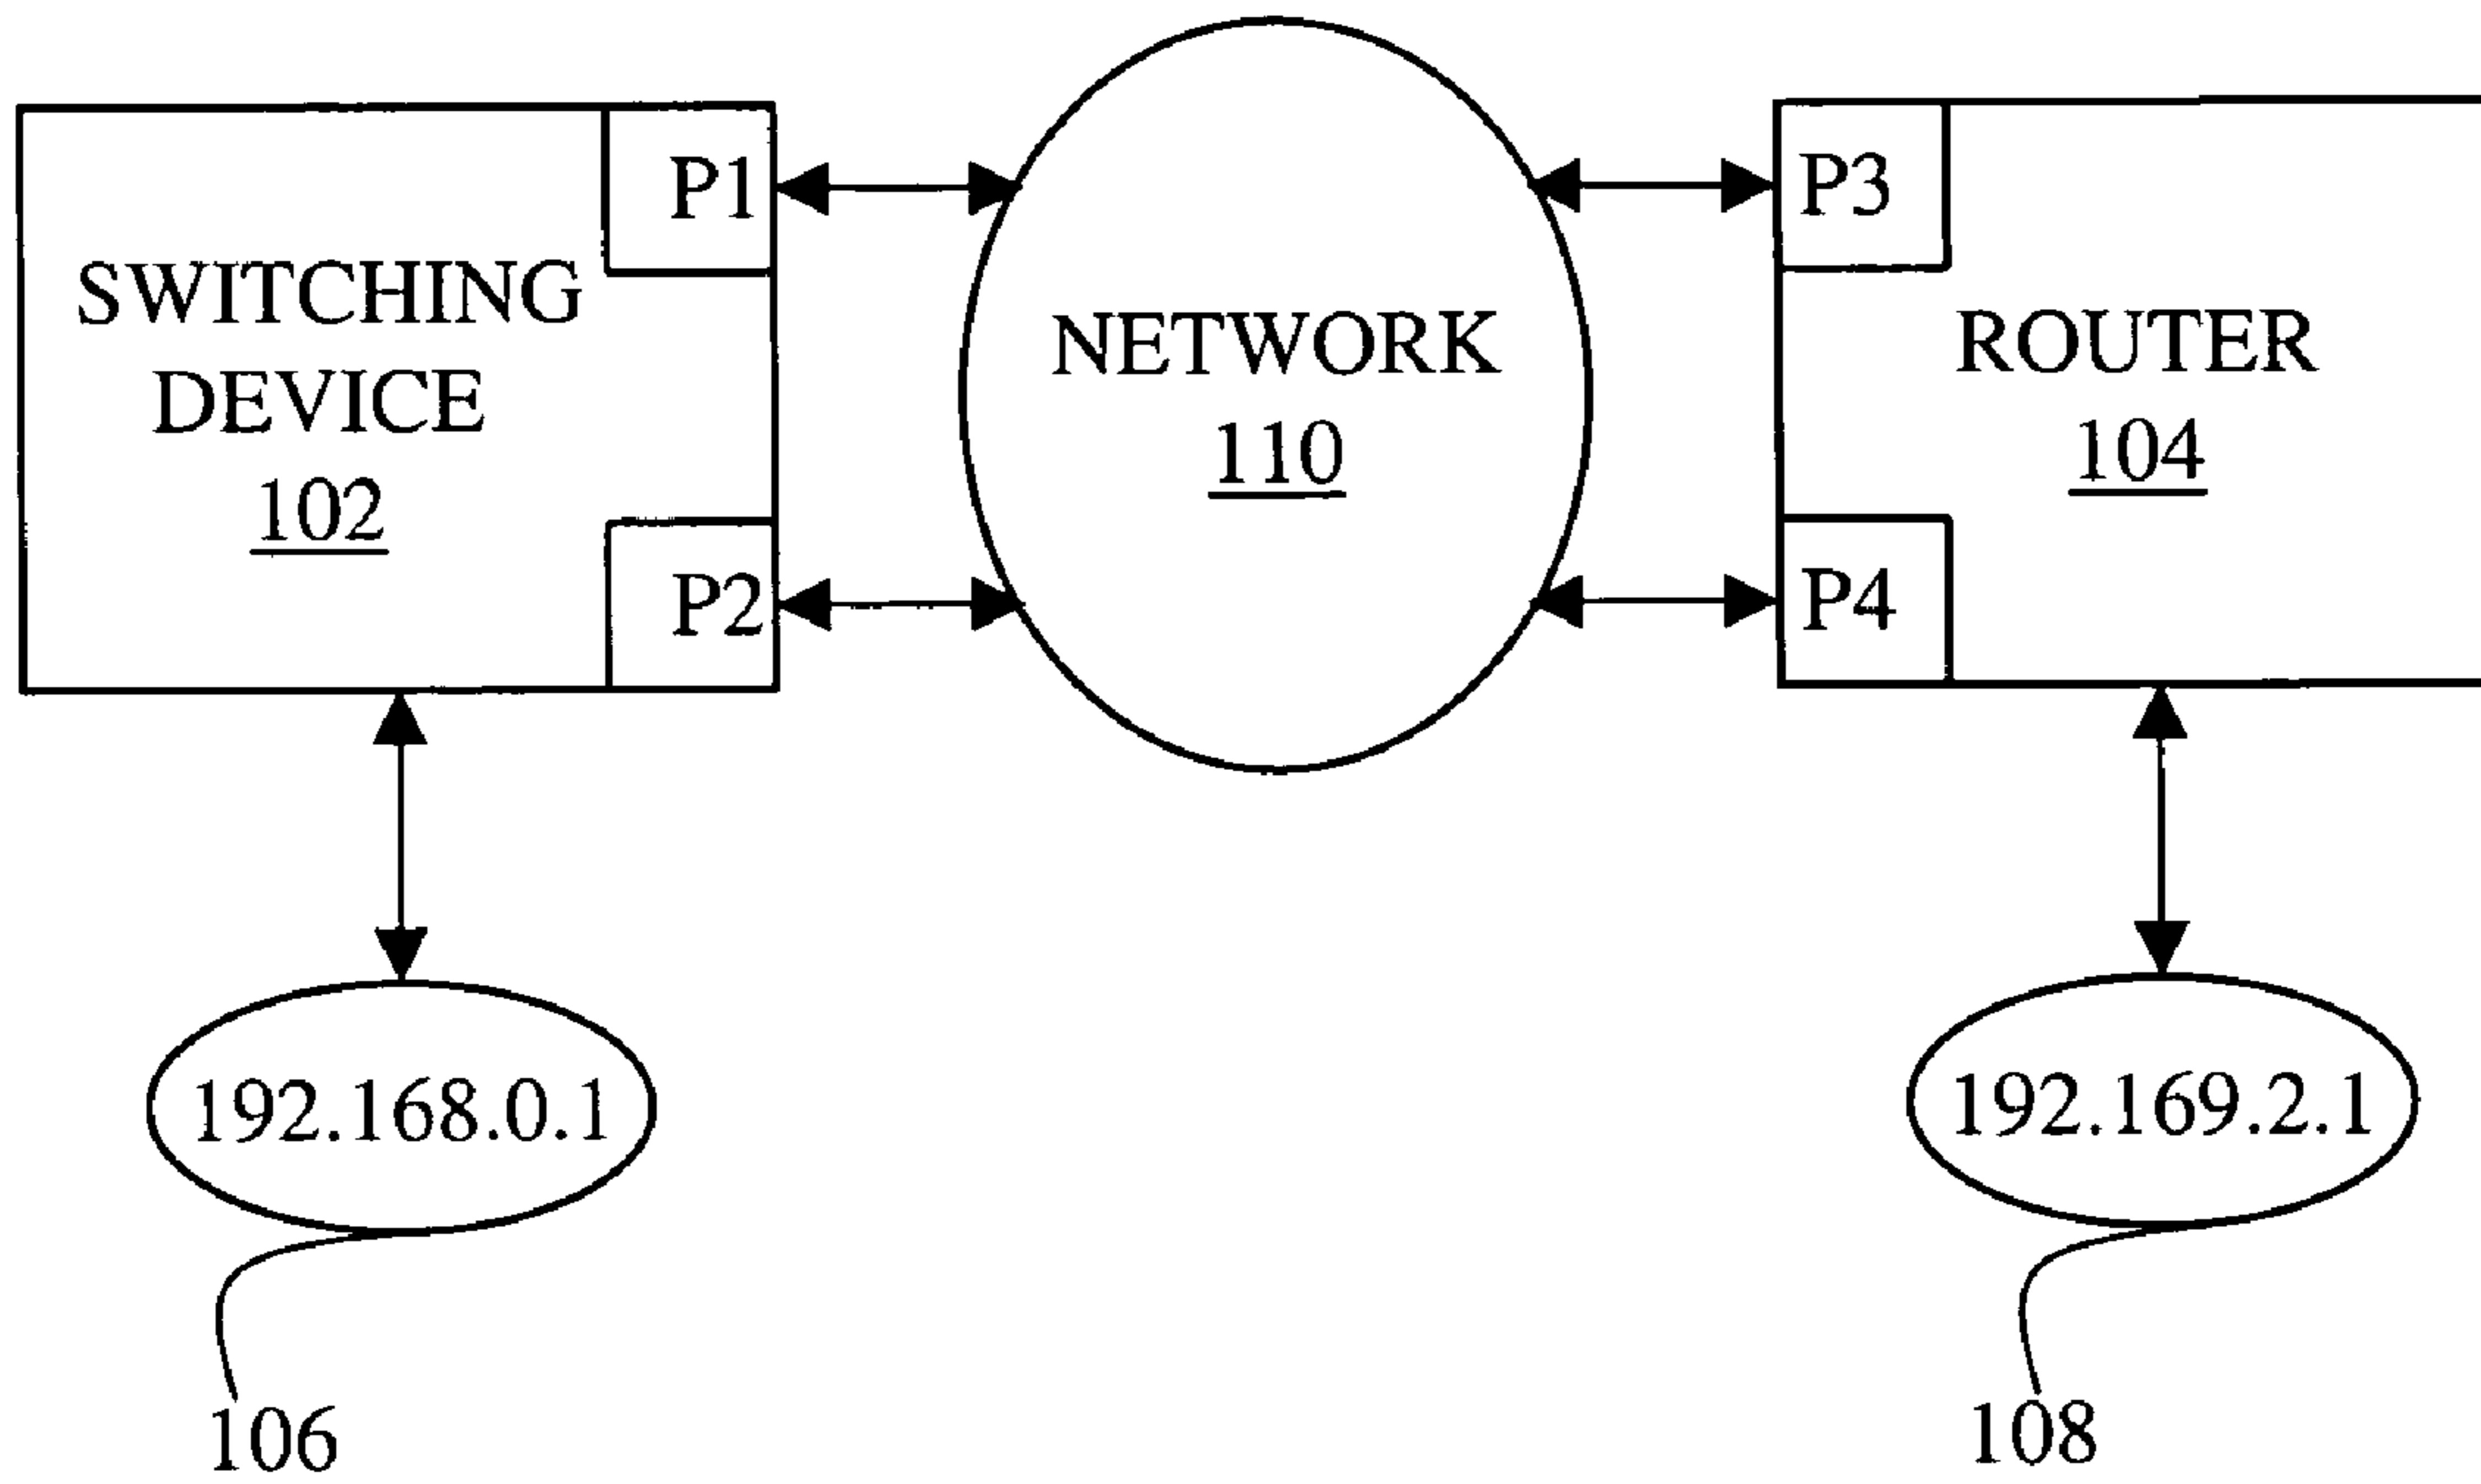 P1
SWITCHING
DEVICE
102
P2
NETWORK
110
P3
ROUTER
104
P4
192.168.0.1
106
192.169.2.1
108